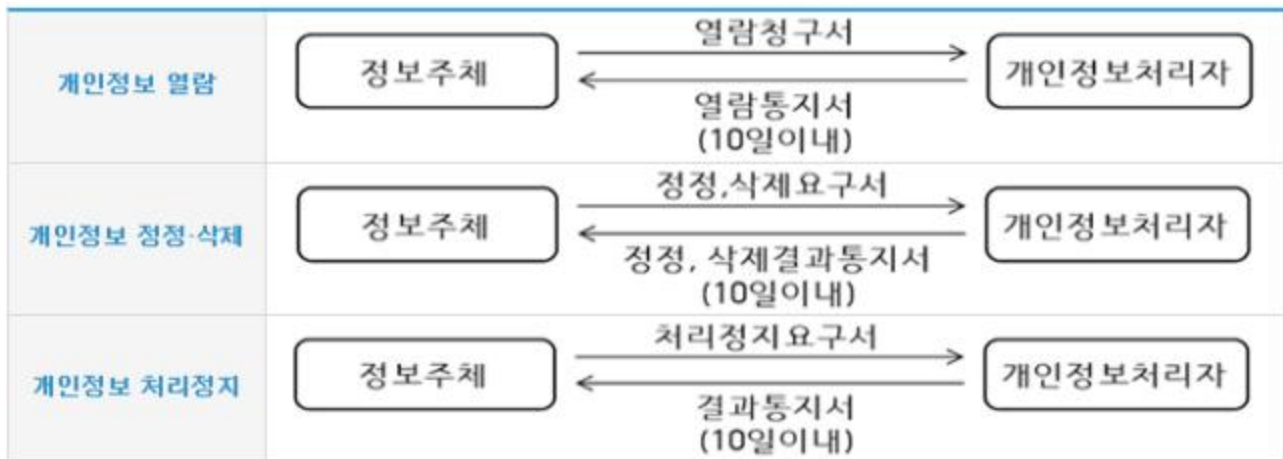 개인정보 열람
정보주체
열람청구서
열람통지서
(10일이내)
개인정보처리자
개인정보 정정·삭제
정보주체
정정,삭제요구서
정정, 삭제결과통지서
(10일이내)
개인정보처리자
개인정보 처리정지
정보주체
처리정지요구서
결과통지서
(10일이내)
개인정보처리자